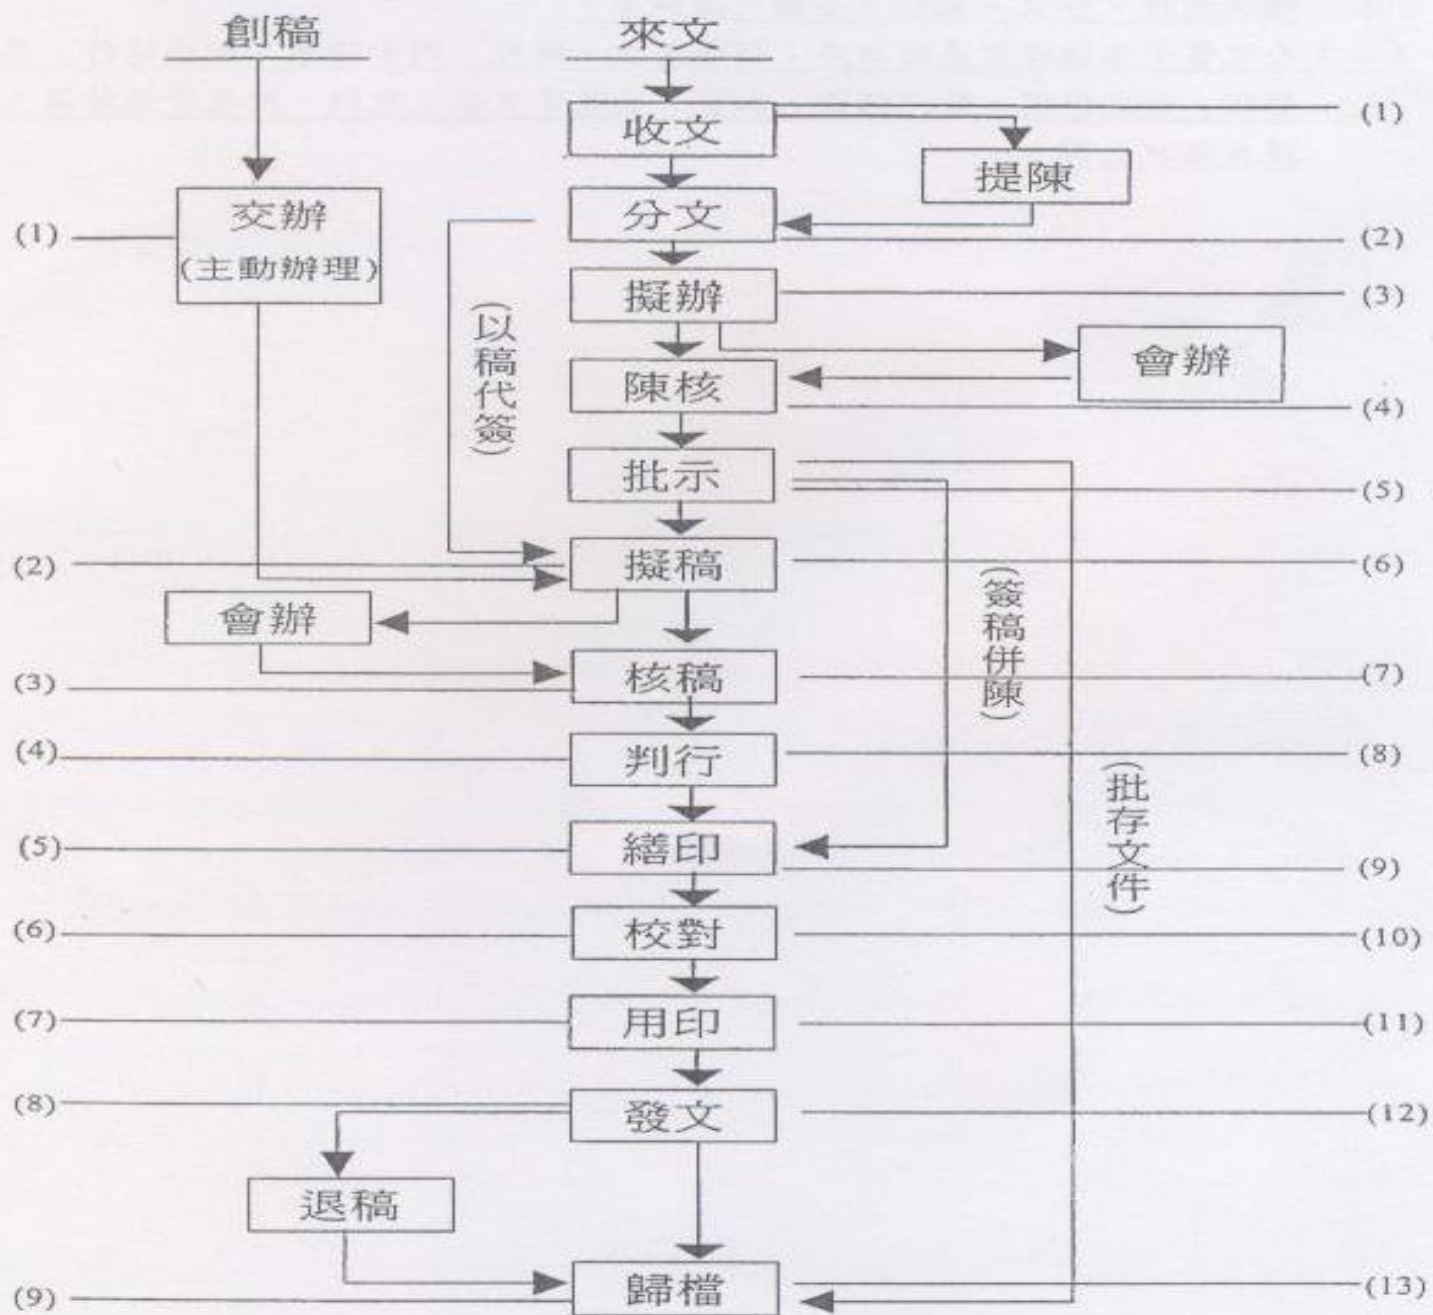 創稿 來文
收文 (1)
提陳
交辦
(主動辦理)
(1)
分文 (2)
擬辦 (3)
(以稿代簽)
會辦
陳核 (4)
批示 (5)
(2) 擬稿 (6)
會辦
(簽稿併陳)
(3) 核稿 (7)
(4) 判行 (8)
(批存文件)
(5) 繕印 (9)
(6) 校對 (10)
(7) 用印 (11)
(8) 發文 (12)
退稿
(9) 歸檔 (13)